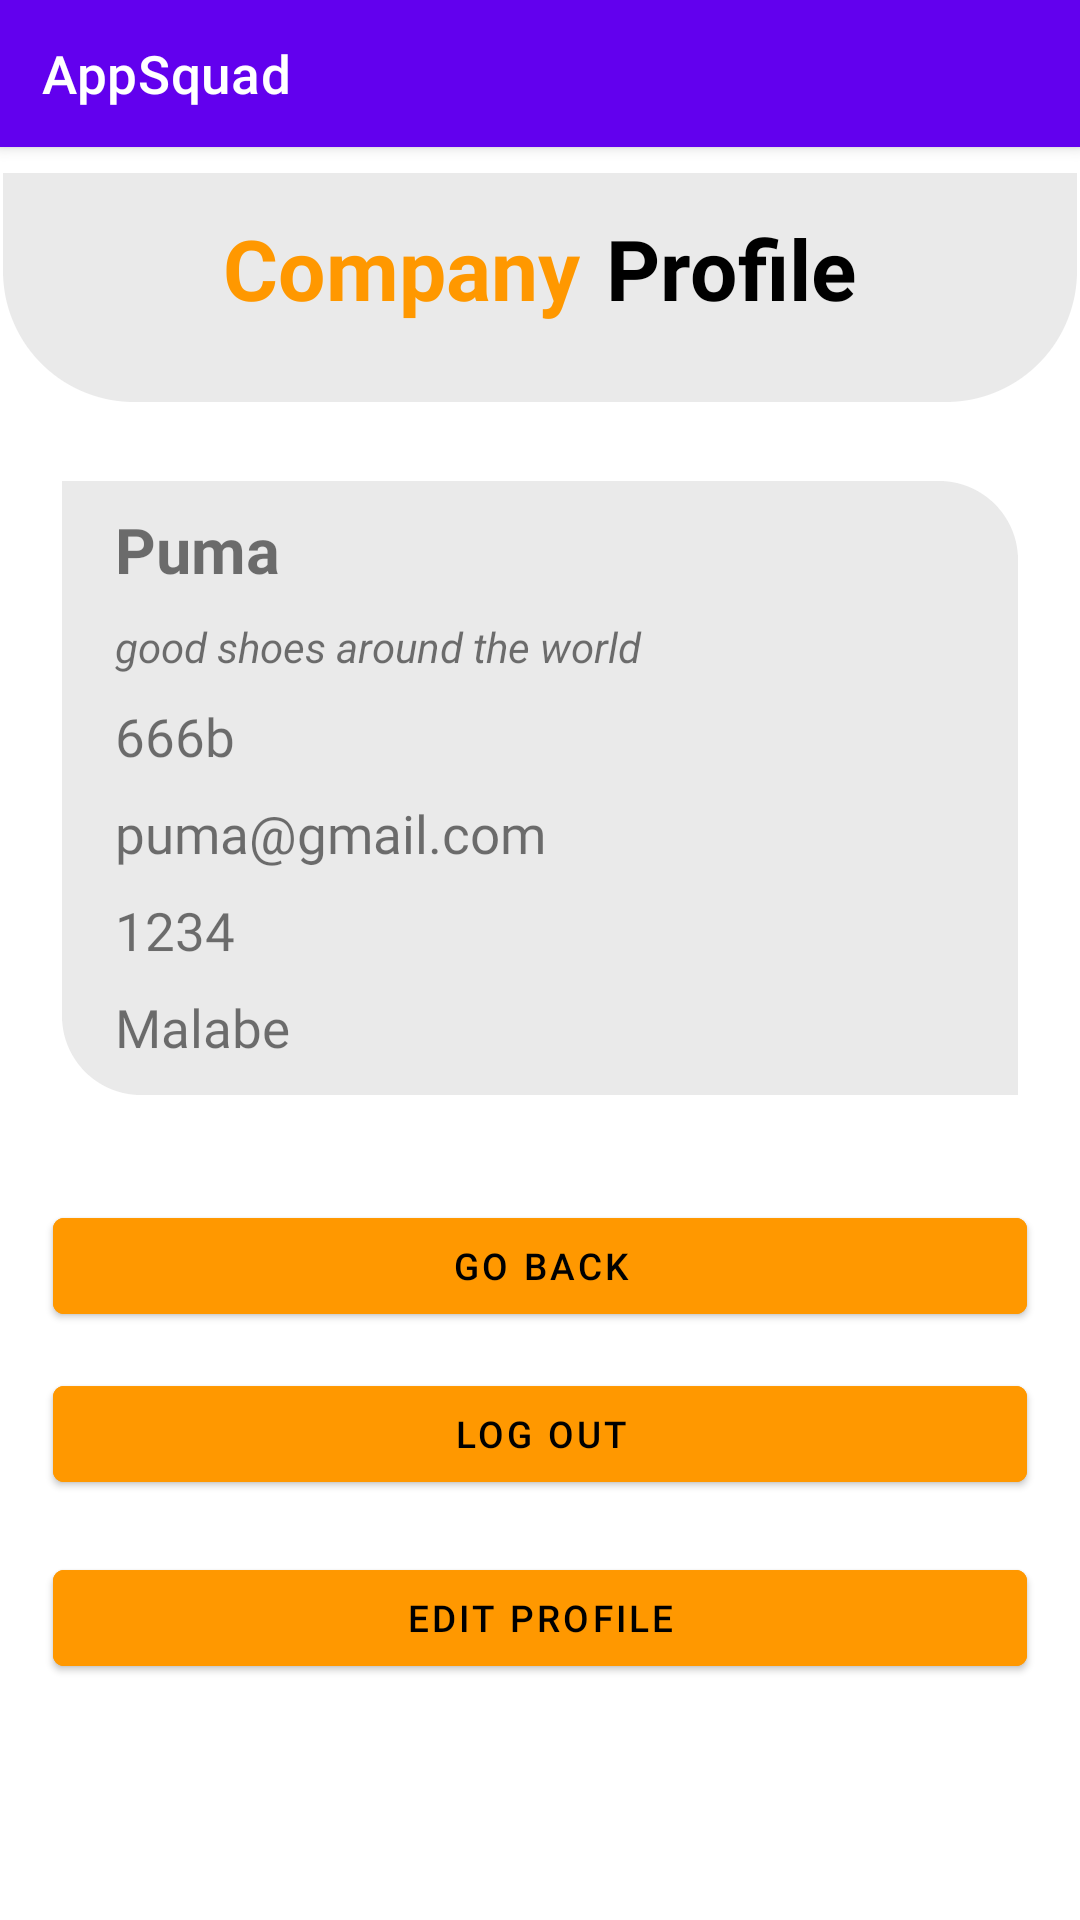 AppSquad
Company Profile
Puma
good shoes around the world
666b
puma@gmail.com
1234
Malabe
GO BACK
LOG OUT
EDIT PROFILE